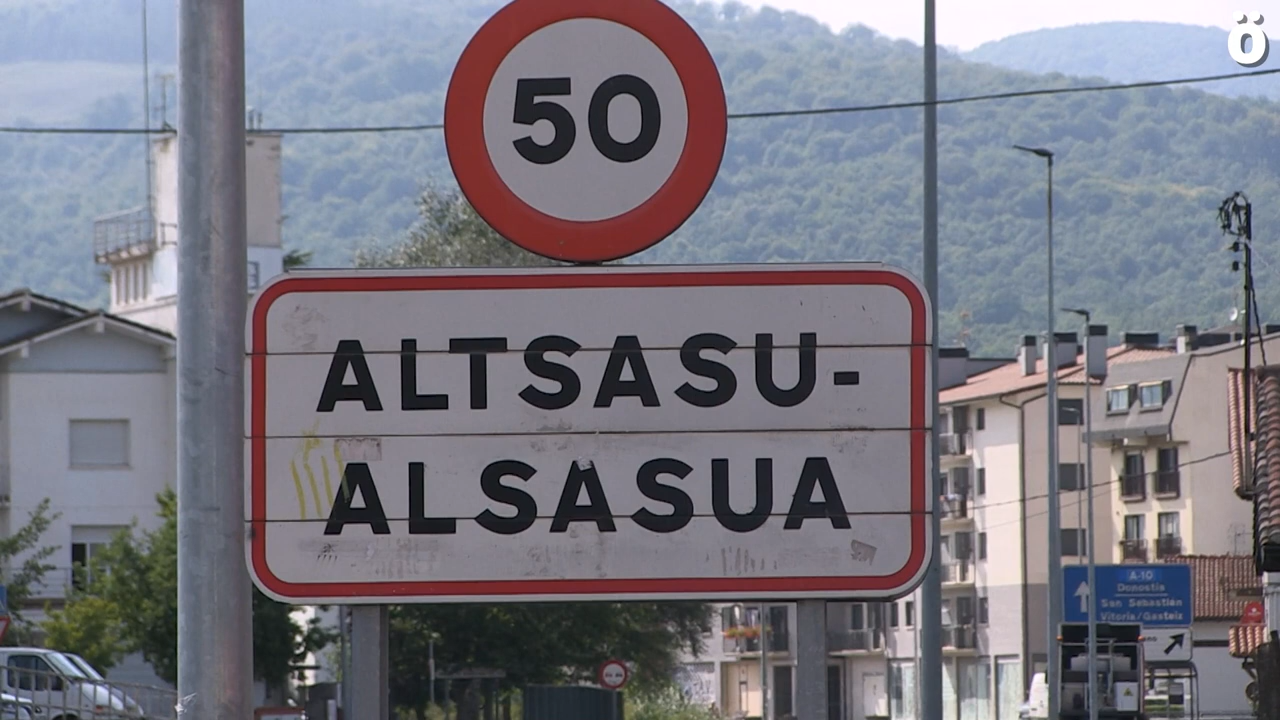 ö
50
ALTSASU-
ALSASUA
A-10
Donostia
San Sebastián
Vitoria/Gasteiz